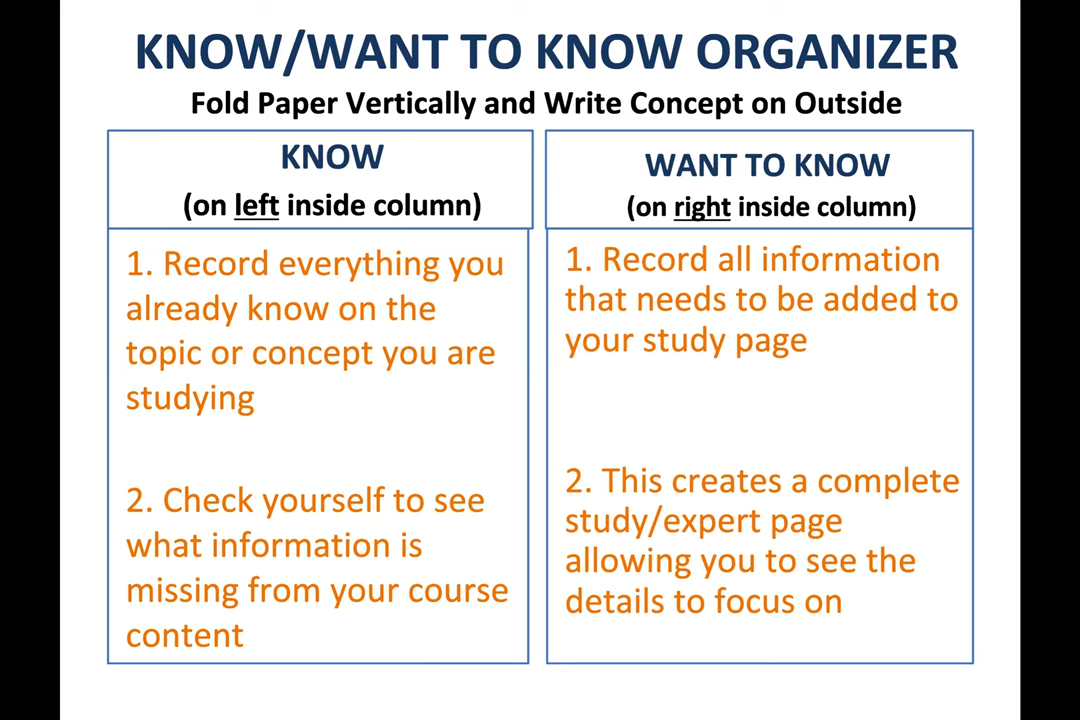 KNOW/WANT TO KNOW ORGANIZER
Fold Paper Vertically and Write Concept on Outside
KNOW
(on left inside column)
1. Record everything you
already know on the
topic or concept you are
studying
2. Check yourself to see
what information is
missing from your course
content
WANT TO KNOW
(on right inside column)
1. Record all information
that needs to be added to
your study page
2. This creates a complete
study/expert page
allowing you to see the
details to focus on